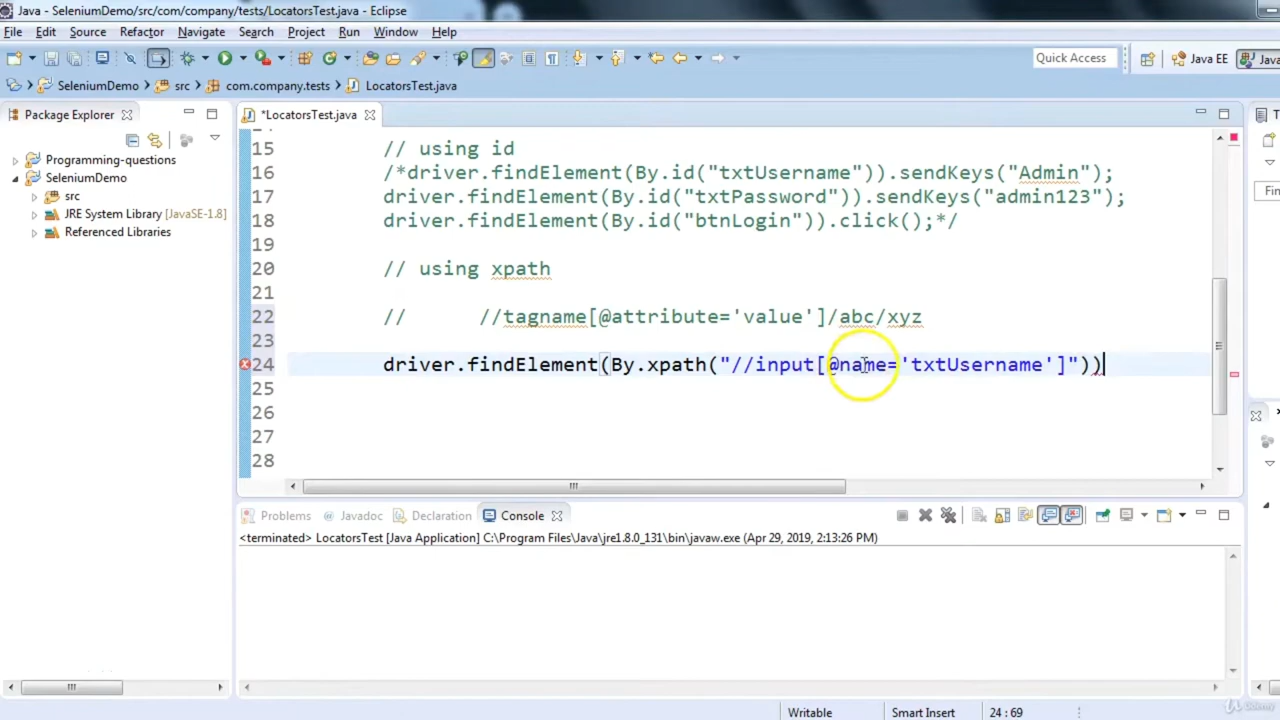 Java - SeleniumDemo/src/com/company/tests/LocatorsTest.java - Eclipse
File Edit Source Refactor Navigate Search Project Run Window Help
Quick Access Java EE Java
SeleniumDemo src com.company.tests LocatorsTest.java
Package Explorer
*LocatorsTest.java
Programming-questions
SeleniumDemo
src
JRE System Library [JavaSE-1.8]
Referenced Libraries
15 // using id
16 /*driver.findElement(By.id("txtUsername")).sendKeys("Admin");
17 driver.findElement(By.id("txtPassword")).sendKeys("admin123");
18 driver.findElement(By.id("btnLogin")).click();*/
19
20 // using xpath
21
22 // //tagname[@attribute='value']/abc/xyz
23
24 driver.findElement(By.xpath("//input[@name='txtUsername']"))
25
26
27
28
Problems Javadoc Declaration Console
<terminated> LocatorsTest [Java Application] C:\Program Files\Java\jre1.8.0_131\bin\javaw.exe (Apr 29, 2019, 2:13:26 PM)
Writable Smart Insert 24 : 69
Udemy